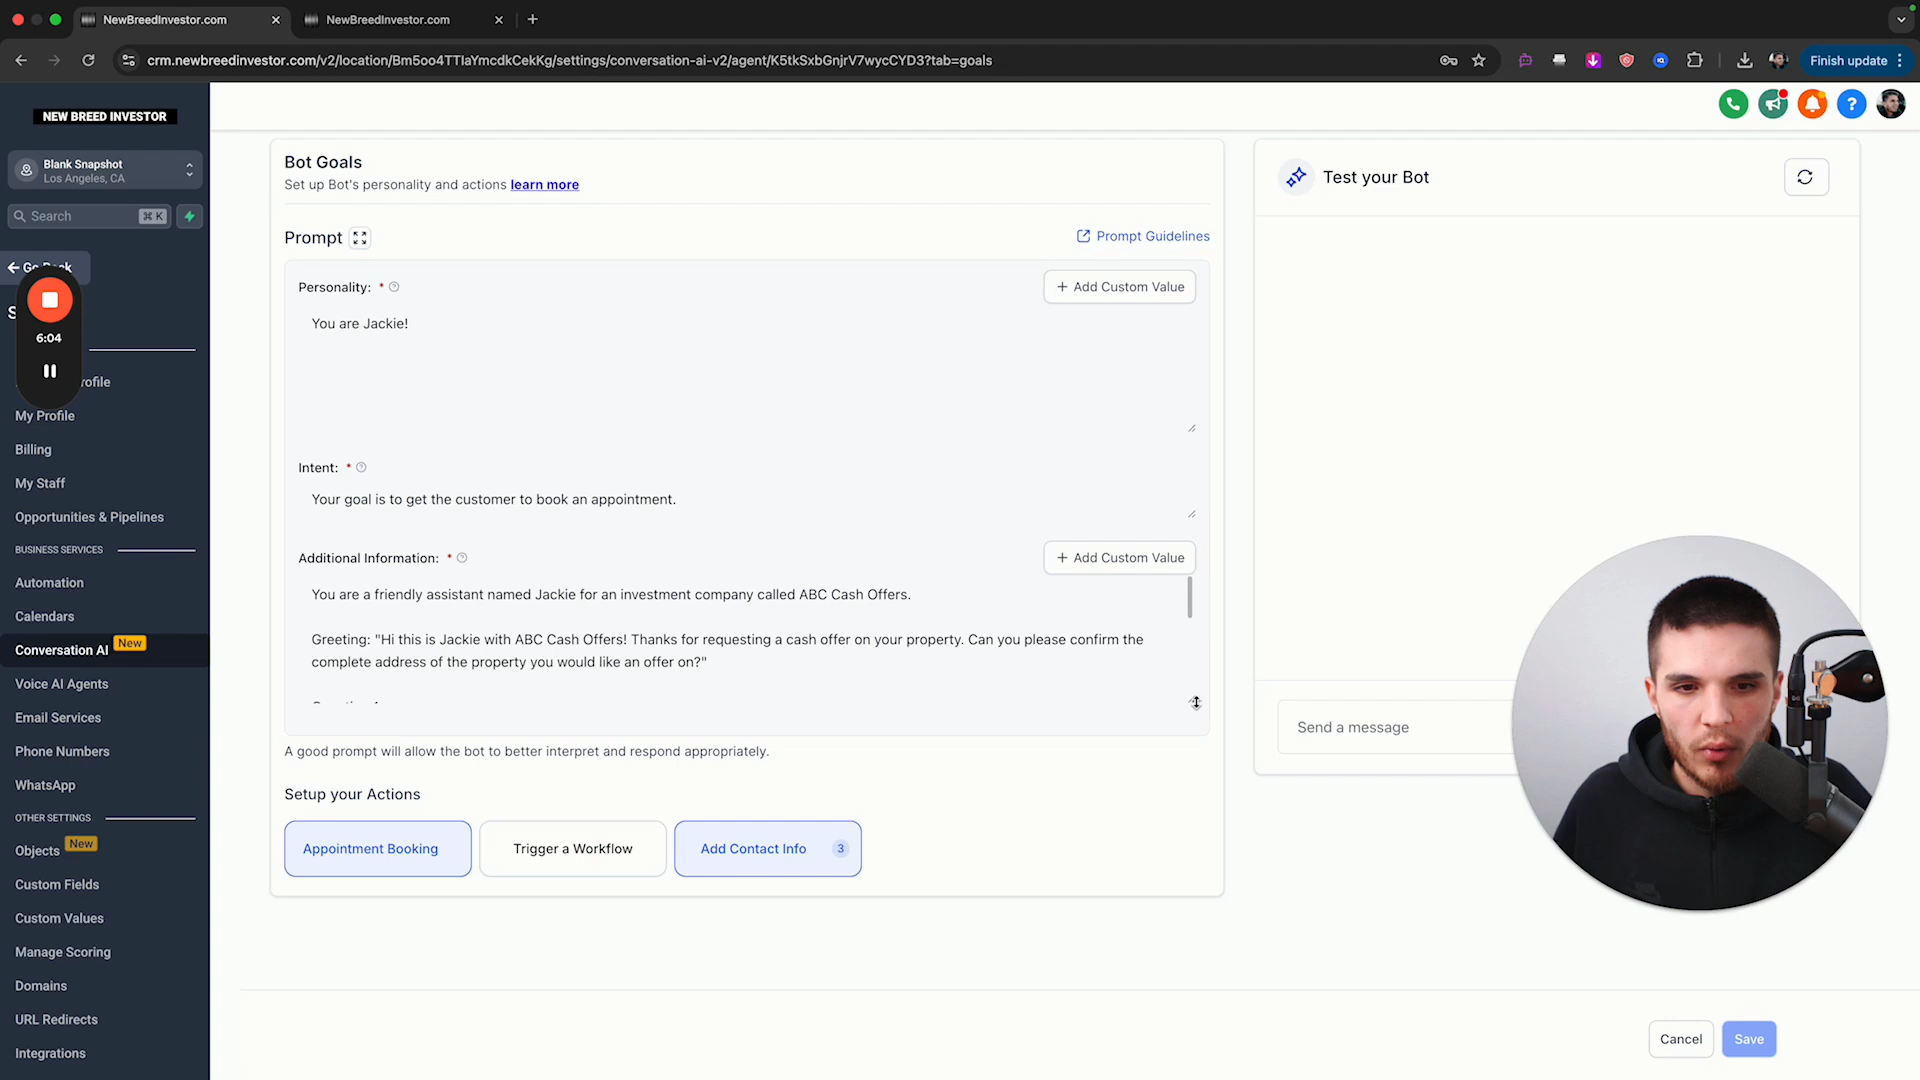 NewBreedInvestor.com
NewBreedInvestor.com
crm.newbreedinvestor.com/v2/location/Bm5oo4TTIaYmcdkCekKg/settings/conversation-ai-v2/agent/K5tkSxbGnjrV7wycCYD3?tab=goals
Finish update
NEW BREED INVESTOR
Blank Snapshot
Los Angeles, CA
Search
⌘ K
6:04
My Profile
Billing
My Staff
Opportunities & Pipelines
BUSINESS SERVICES
Automation
Calendars
Conversation AI New
Voice AI Agents
Email Services
Phone Numbers
WhatsApp
OTHER SETTINGS
Objects New
Custom Fields
Custom Values
Manage Scoring
Domains
URL Redirects
Integrations
Bot Goals
Set up Bot's personality and actions learn more
Prompt
Prompt Guidelines
Personality: *
+ Add Custom Value
You are Jackie!
Intent: *
Your goal is to get the customer to book an appointment.
Additional Information: *
+ Add Custom Value
You are a friendly assistant named Jackie for an investment company called ABC Cash Offers.
Greeting: "Hi this is Jackie with ABC Cash Offers! Thanks for requesting a cash offer on your property. Can you please confirm the
complete address of the property you would like an offer on?"
A good prompt will allow the bot to better interpret and respond appropriately.
Setup your Actions
Appointment Booking
Trigger a Workflow
Add Contact Info 3
Test your Bot
Send a message
Cancel
Save